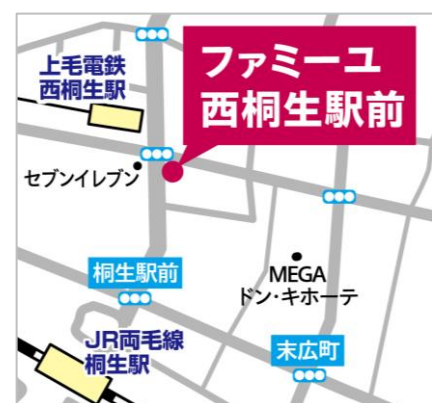 ファミーユ
西桐生駅前
上毛電鉄
西桐生駅
セブンイレブン
桐生駅前
MEGA
ドン・キホーテ
JR両毛線
桐生駅
末広町